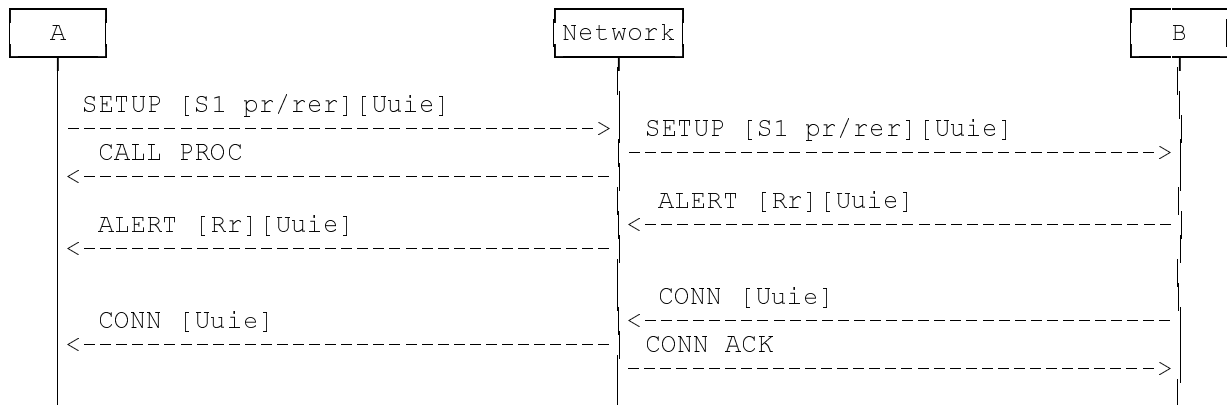 A Network B
SETUP [S1 pr/rer][Uuie]
SETUP [S1 pr/rer][Uuie]
CALL PROC
ALERT [Rr][Uuie]
ALERT [Rr][Uuie]
CONN [Uuie]
CONN [Uuie]
CONN ACK